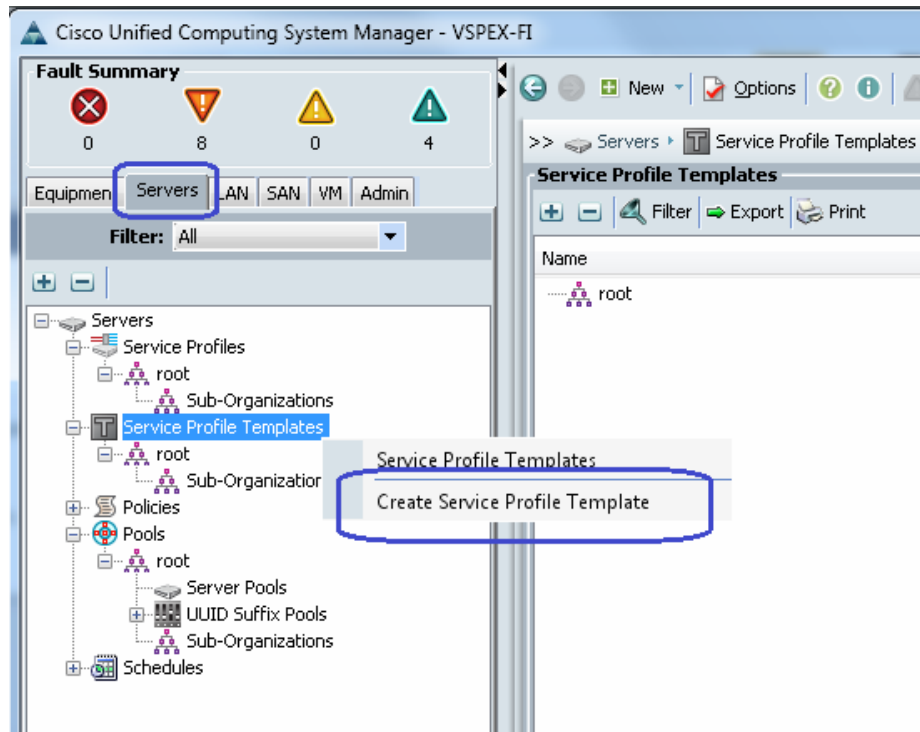 Cisco Unified Computing System Manager - VSPEX-FI
Fault Summary
0 8 0 4
Equipmen Servers LAN SAN VM Admin
Filter: All
Servers
Service Profiles
root
Sub-Organizations
Service Profile Templates
root
Sub-Organization
Policies
Pools
root
Server Pools
UUID Suffix Pools
Sub-Organizations
Schedules
Service Profile Templates
Create Service Profile Template
New Options
>> Servers Service Profile Templates
Service Profile Templates
Filter Export Print
Name
root